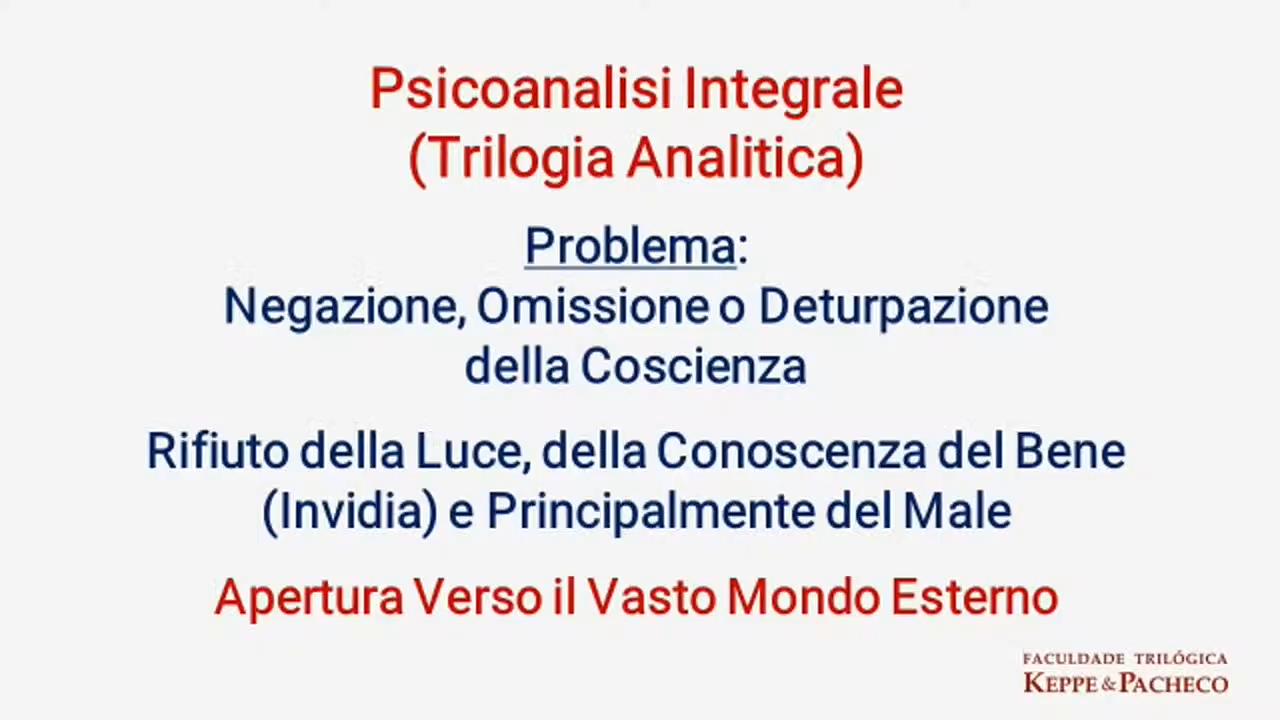 Psicoanalisi Integrale
(Trilogia Analitica)
Problema:
Negazione, Omissione o Deturpazione
della Coscienza
Rifiuto della Luce, della Conoscenza del Bene
(Invidia) e Principalmente del Male
Apertura Verso il Vasto Mondo Esterno
FACULDADE TRILÓGICA
KEPPE & PACHECO